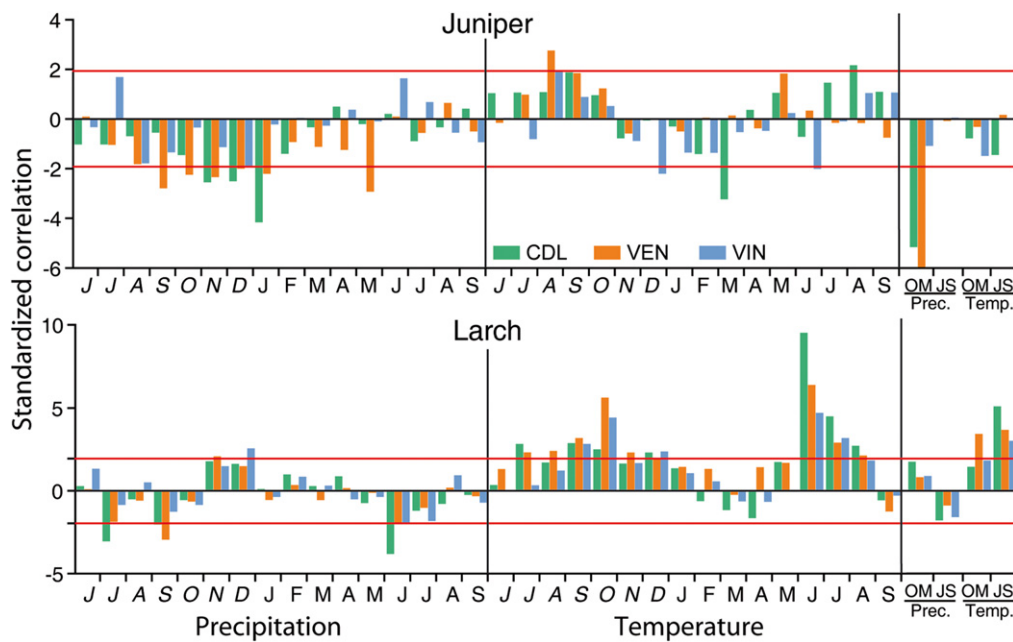 Juniper
4
2
0
-2
-4
-6
CDL VEN VIN
J J A S O N D J F M A M J J A S J J A S O N D J F M A M J J A S OM JS OM JS
Prec. Temp.
Standardized correlation
Larch
10
5
0
-5
J J A S O N D J F M A M J J A S J J A S O N D J F M A M J J A S OM JS OM JS
Prec. Temp.
Precipitation Temperature